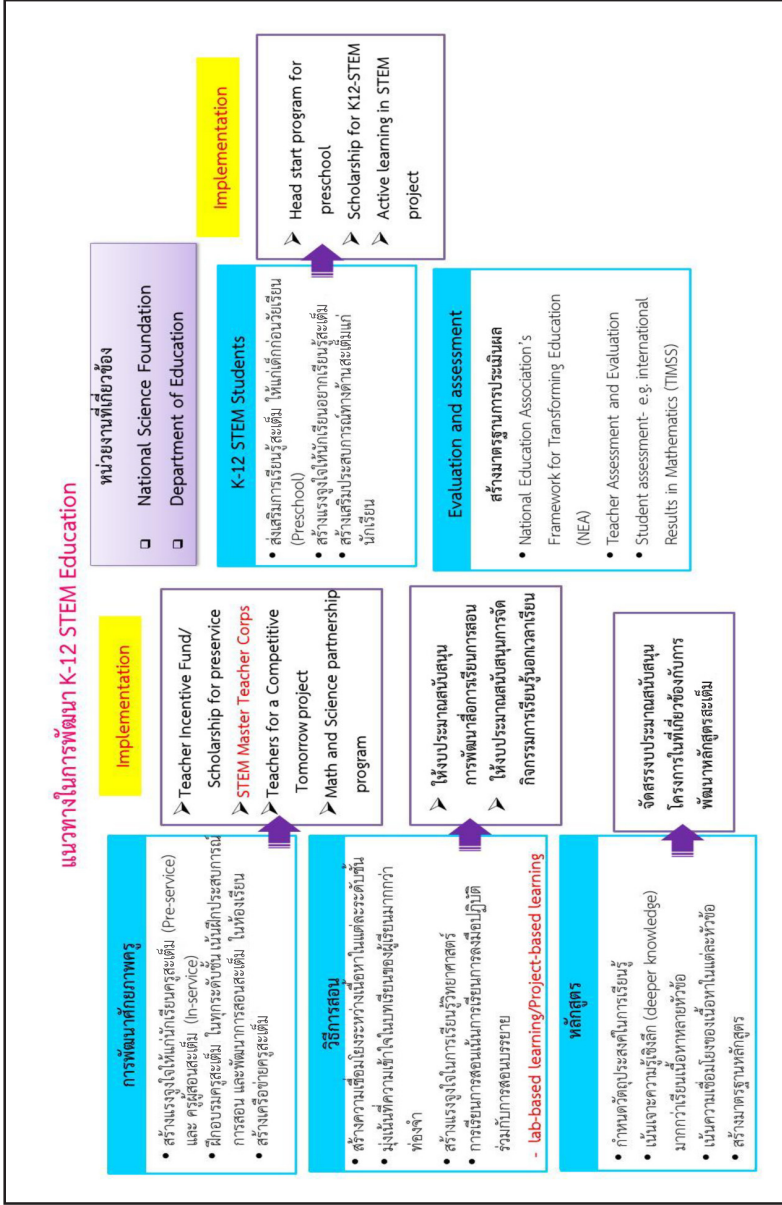 แนวทางในการพัฒนา K-12 STEM Education
การพัฒนาศักยภาพครู
• สร้างแรงจูงใจให้แก่นักเรียนครูสะเต็ม (Pre-service)
และ ครูผู้สอนสะเต็ม (In-service)
• ฝึกอบรมครูสะเต็ม ในทุกระดับชั้น เน้นฝึกประสบการณ์
การสอน และพัฒนาการสอนสะเต็ม ในห้องเรียน
• สร้างเครือข่ายครูสะเต็ม
Implementation
➢ Teacher Incentive Fund/
Scholarship for preservice
➢ STEM Master Teacher Corps
➢ Teachers for a Competitive
Tomorrow project
➢ Math and Science partnership
program
วิธีการสอน
• สร้างความเชื่อมโยงระหว่างเนื้อหาในแต่ละระดับชั้น
• มุ่งเน้นที่ความเข้าใจในบทเรียนของผู้เรียนมากกว่า
ท่องจำ
• สร้างแรงจูงใจในการเรียนรู้วิทยาศาสตร์
• การเรียนการสอนเน้นการเรียนการลงมือปฏิบัติ
ร่วมกับการสอนบรรยาย
- lab-based learning/Project-based learning
➢ ให้งบประมาณสนับสนุน
การพัฒนาสื่อการเรียนการสอน
➢ ให้งบประมาณสนับสนุนการจัด
กิจกรรมการเรียนรู้นอกเวลาเรียน
หลักสูตร
• กำหนดวัตถุประสงค์ในการเรียนรู้
• เน้นเจาะความรู้เชิงลึก (deeper knowledge)
มากกว่าเรียนเนื้อหาหลายหัวข้อ
• เน้นความเชื่อมโยงของเนื้อหาในแต่ละหัวข้อ
• สร้างมาตรฐานหลักสูตร
จัดสรรงบประมาณสนับสนุน
โครงการในที่เกี่ยวข้องกับการ
พัฒนาหลักสูตรสะเต็ม
หน่วยงานที่เกี่ยวข้อง
❑ National Science Foundation
❑ Department of Education
K-12 STEM Students
• ส่งเสริมการเรียนรู้สะเต็ม ให้แก่เด็กก่อนวัยเรียน
(Preschool)
• สร้างแรงจูงใจให้นักเรียนอยากเรียนรู้สะเต็ม
• สร้างเสริมประสบการณ์ทางด้านสะเต็มแก่
นักเรียน
Implementation
➢ Head start program for
preschool
➢ Scholarship for K12-STEM
➢ Active learning in STEM
project
Evaluation and assessment
สร้างมาตรฐานการประเมินผล
• National Education Association's
Framework for Transforming Education
(NEA)
• Teacher Assessment and Evaluation
• Student assessment- e.g. international
Results in Mathematics (TIMSS)